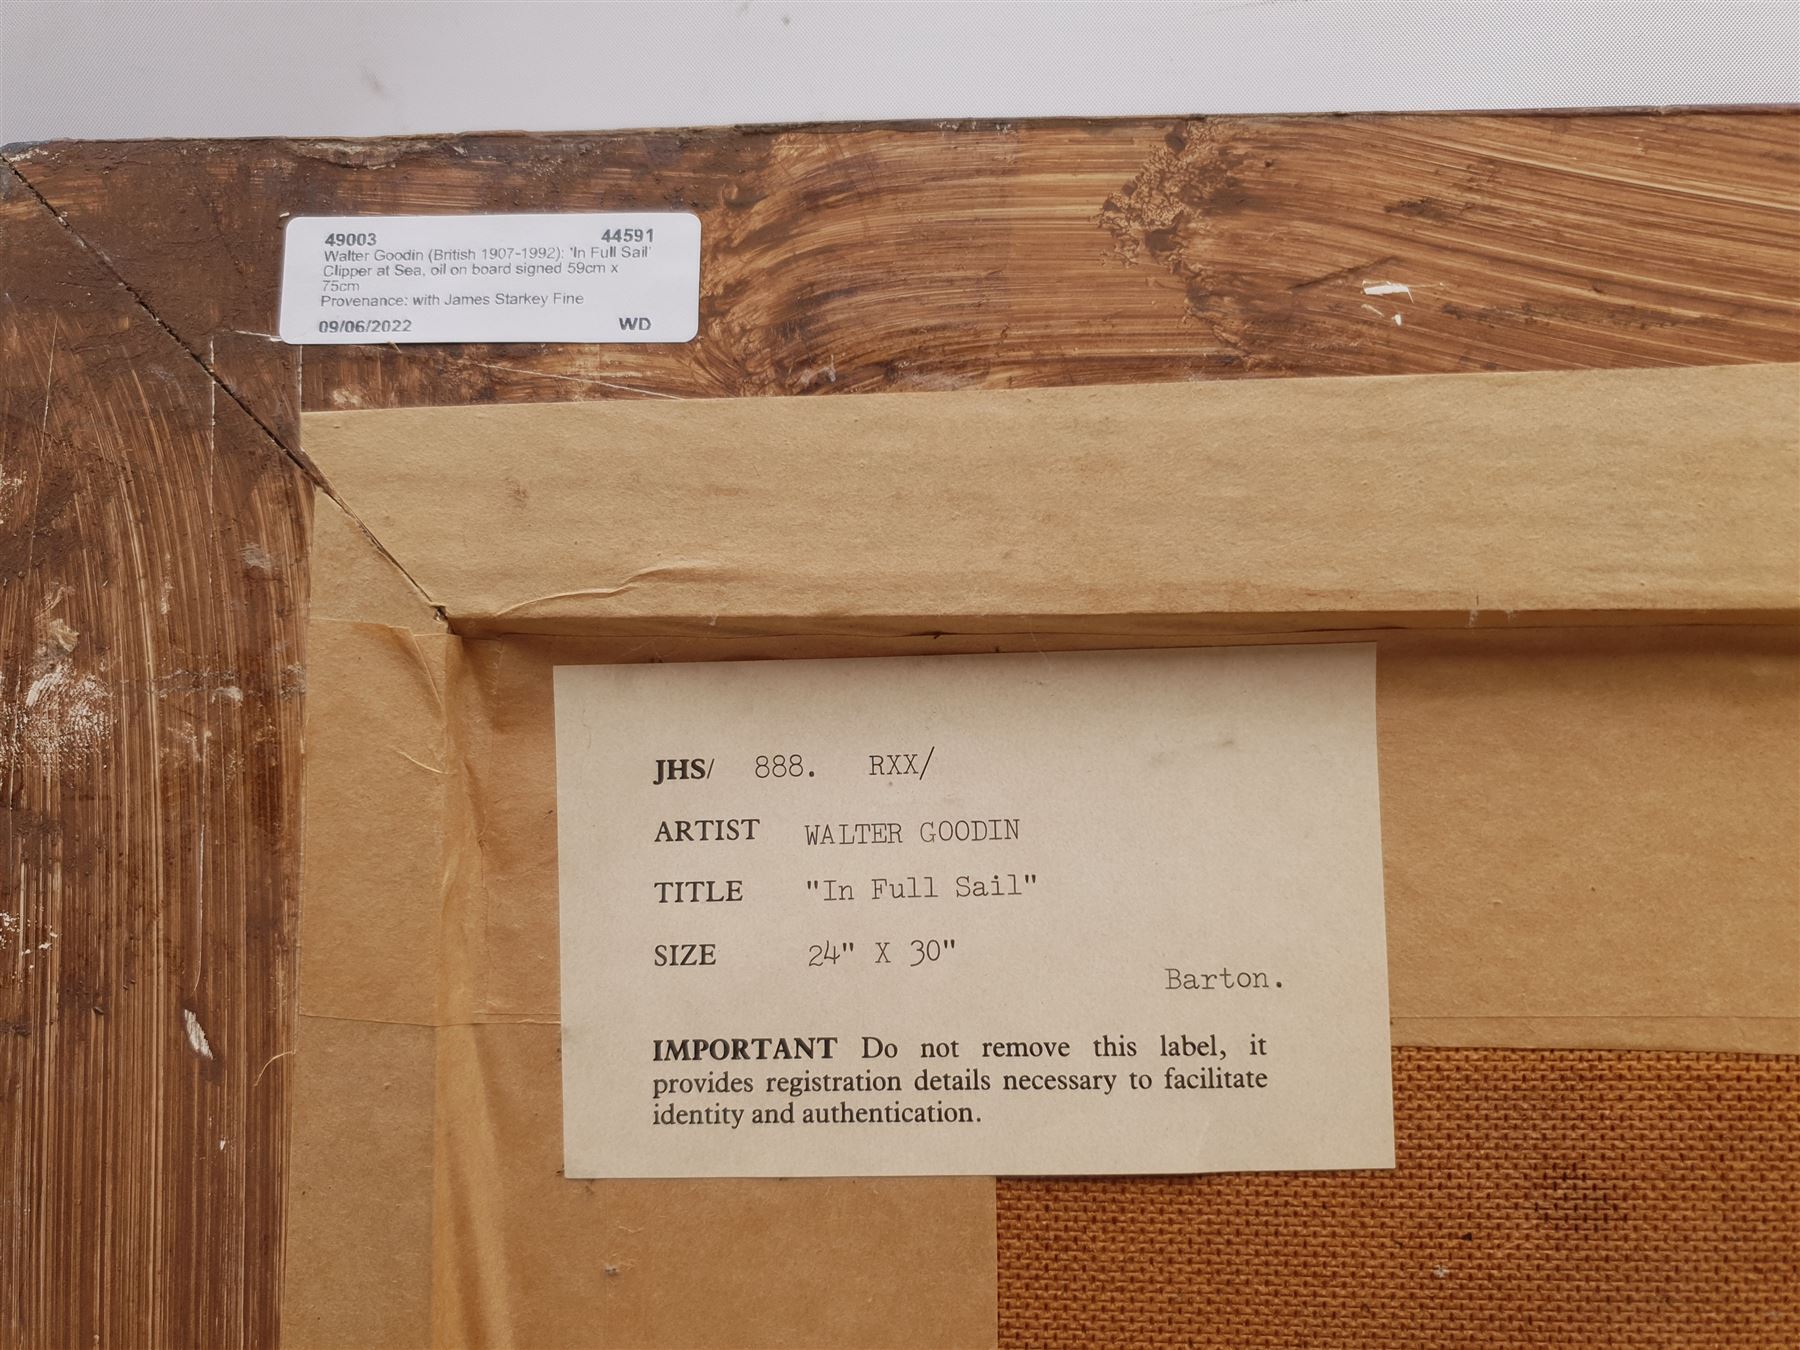 49003 44591
Walter Goodin (British 1907-1992): 'In Full Sail'
Clipper at Sea, oil on board signed 59cm x
75cm
Provenance: with James Starkey Fine
09/06/2022 WD
JHS/ 888. RXX/
ARTIST WALTER GOODIN
TITLE "In Full Sail"
SIZE 24" X 30"
Barton.
IMPORTANT Do not remove this label, it
provides registration details necessary to facilitate
identity and authentication.